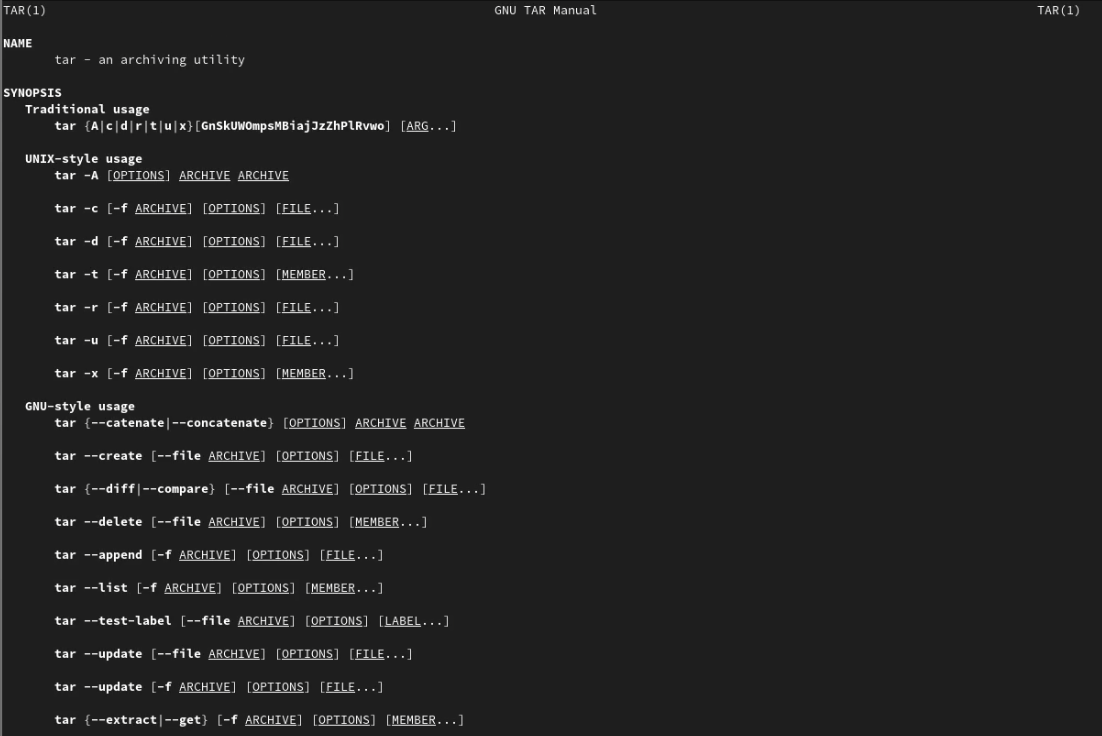 TAR(1) GNU TAR Manual TAR(1)
NAME
tar - an archiving utility
SYNOPSIS
Traditional usage
tar {A|c|d|r|t|u|x}[GnSkUWOmpsMBiajJzZhPlRvwo] [ARG...]
UNIX-style usage
tar -A [OPTIONS] ARCHIVE ARCHIVE
tar -c [-f ARCHIVE] [OPTIONS] [FILE...]
tar -d [-f ARCHIVE] [OPTIONS] [FILE...]
tar -t [-f ARCHIVE] [OPTIONS] [MEMBER...]
tar -r [-f ARCHIVE] [OPTIONS] [FILE...]
tar -u [-f ARCHIVE] [OPTIONS] [FILE...]
tar -x [-f ARCHIVE] [OPTIONS] [MEMBER...]
GNU-style usage
tar {--catenate|--concatenate} [OPTIONS] ARCHIVE ARCHIVE
tar --create [--file ARCHIVE] [OPTIONS] [FILE...]
tar {--diff|--compare} [--file ARCHIVE] [OPTIONS] [FILE...]
tar --delete [--file ARCHIVE] [OPTIONS] [MEMBER...]
tar --append [-f ARCHIVE] [OPTIONS] [FILE...]
tar --list [-f ARCHIVE] [OPTIONS] [MEMBER...]
tar --test-label [--file ARCHIVE] [OPTIONS] [LABEL...]
tar --update [--file ARCHIVE] [OPTIONS] [FILE...]
tar --update [-f ARCHIVE] [OPTIONS] [FILE...]
tar {--extract|--get} [-f ARCHIVE] [OPTIONS] [MEMBER...]